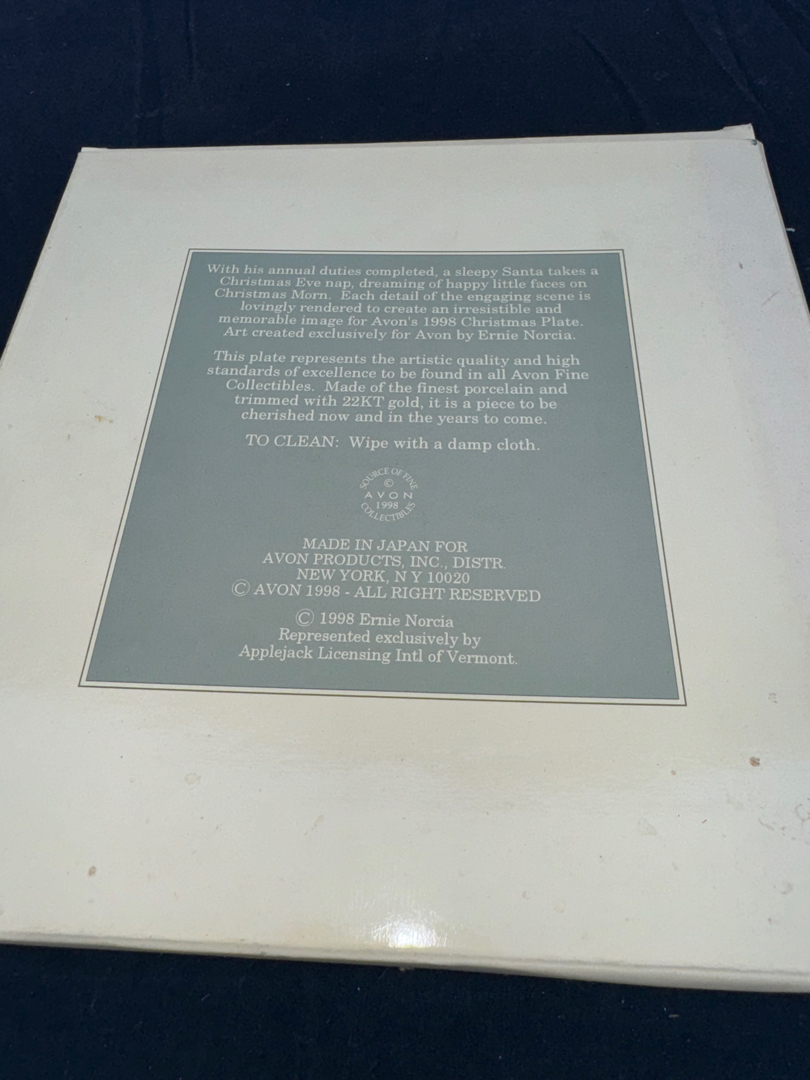 With his annual duties completed, a sleepy Santa takes a
Christmas Eve nap, dreaming of happy little faces on
Christmas Morn. Each detail of the engaging scene is
lovingly rendered to create an irresistible and
memorable image for Avon's 1998 Christmas Plate.
Art created exclusively for Avon by Ernie Norcia.
This plate represents the artistic quality and high
standards of excellence to be found in all Avon Fine
Collectibles. Made of the finest porcelain and
trimmed with 22KT gold, it is a piece to be
cherished now and in the years to come.
TO CLEAN: Wipe with a damp cloth.
SOURCE OF FINE
©
AVON
1998
COLLECTIBLES
MADE IN JAPAN FOR
AVON PRODUCTS, INC., DISTR.
NEW YORK, N Y 10020
© AVON 1998 - ALL RIGHT RESERVED
© 1998 Ernie Norcia
Represented exclusively by
Applejack Licensing Intl of Vermont.